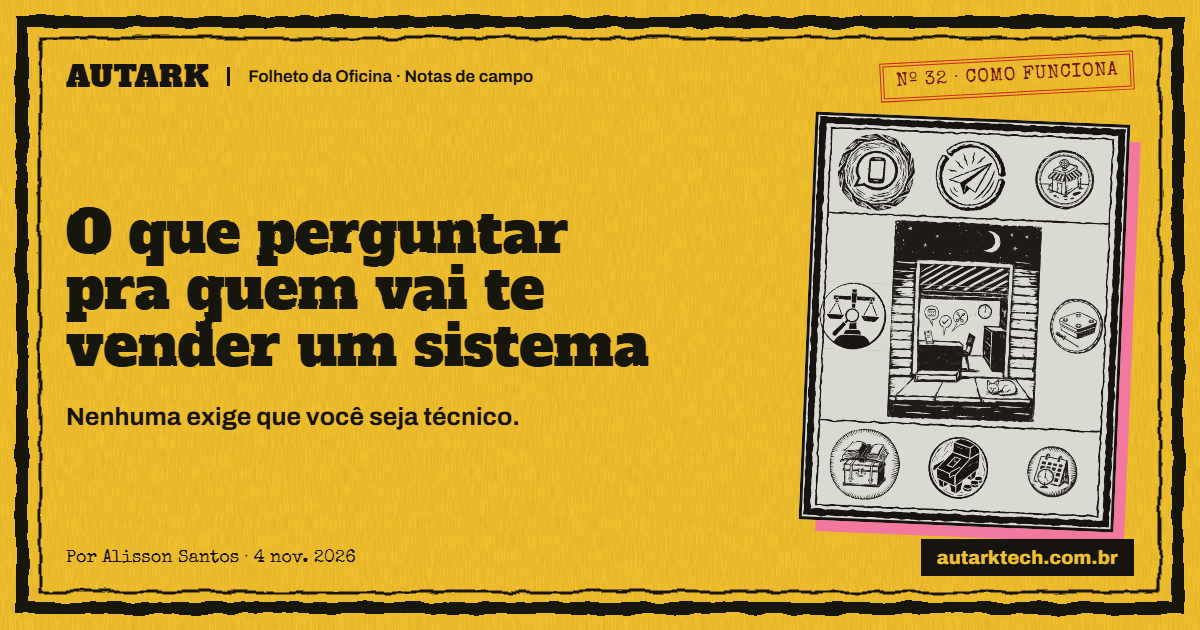 AUTARK
Folheto da Oficina · Notas de campo
Nº 32 · COMO FUNCIONA
O que perguntar
pra quem vai te
vender um sistema
Nenhuma exige que você seja técnico.
Por Alisson Santos · 4 nov. 2026
autarktech.com.br